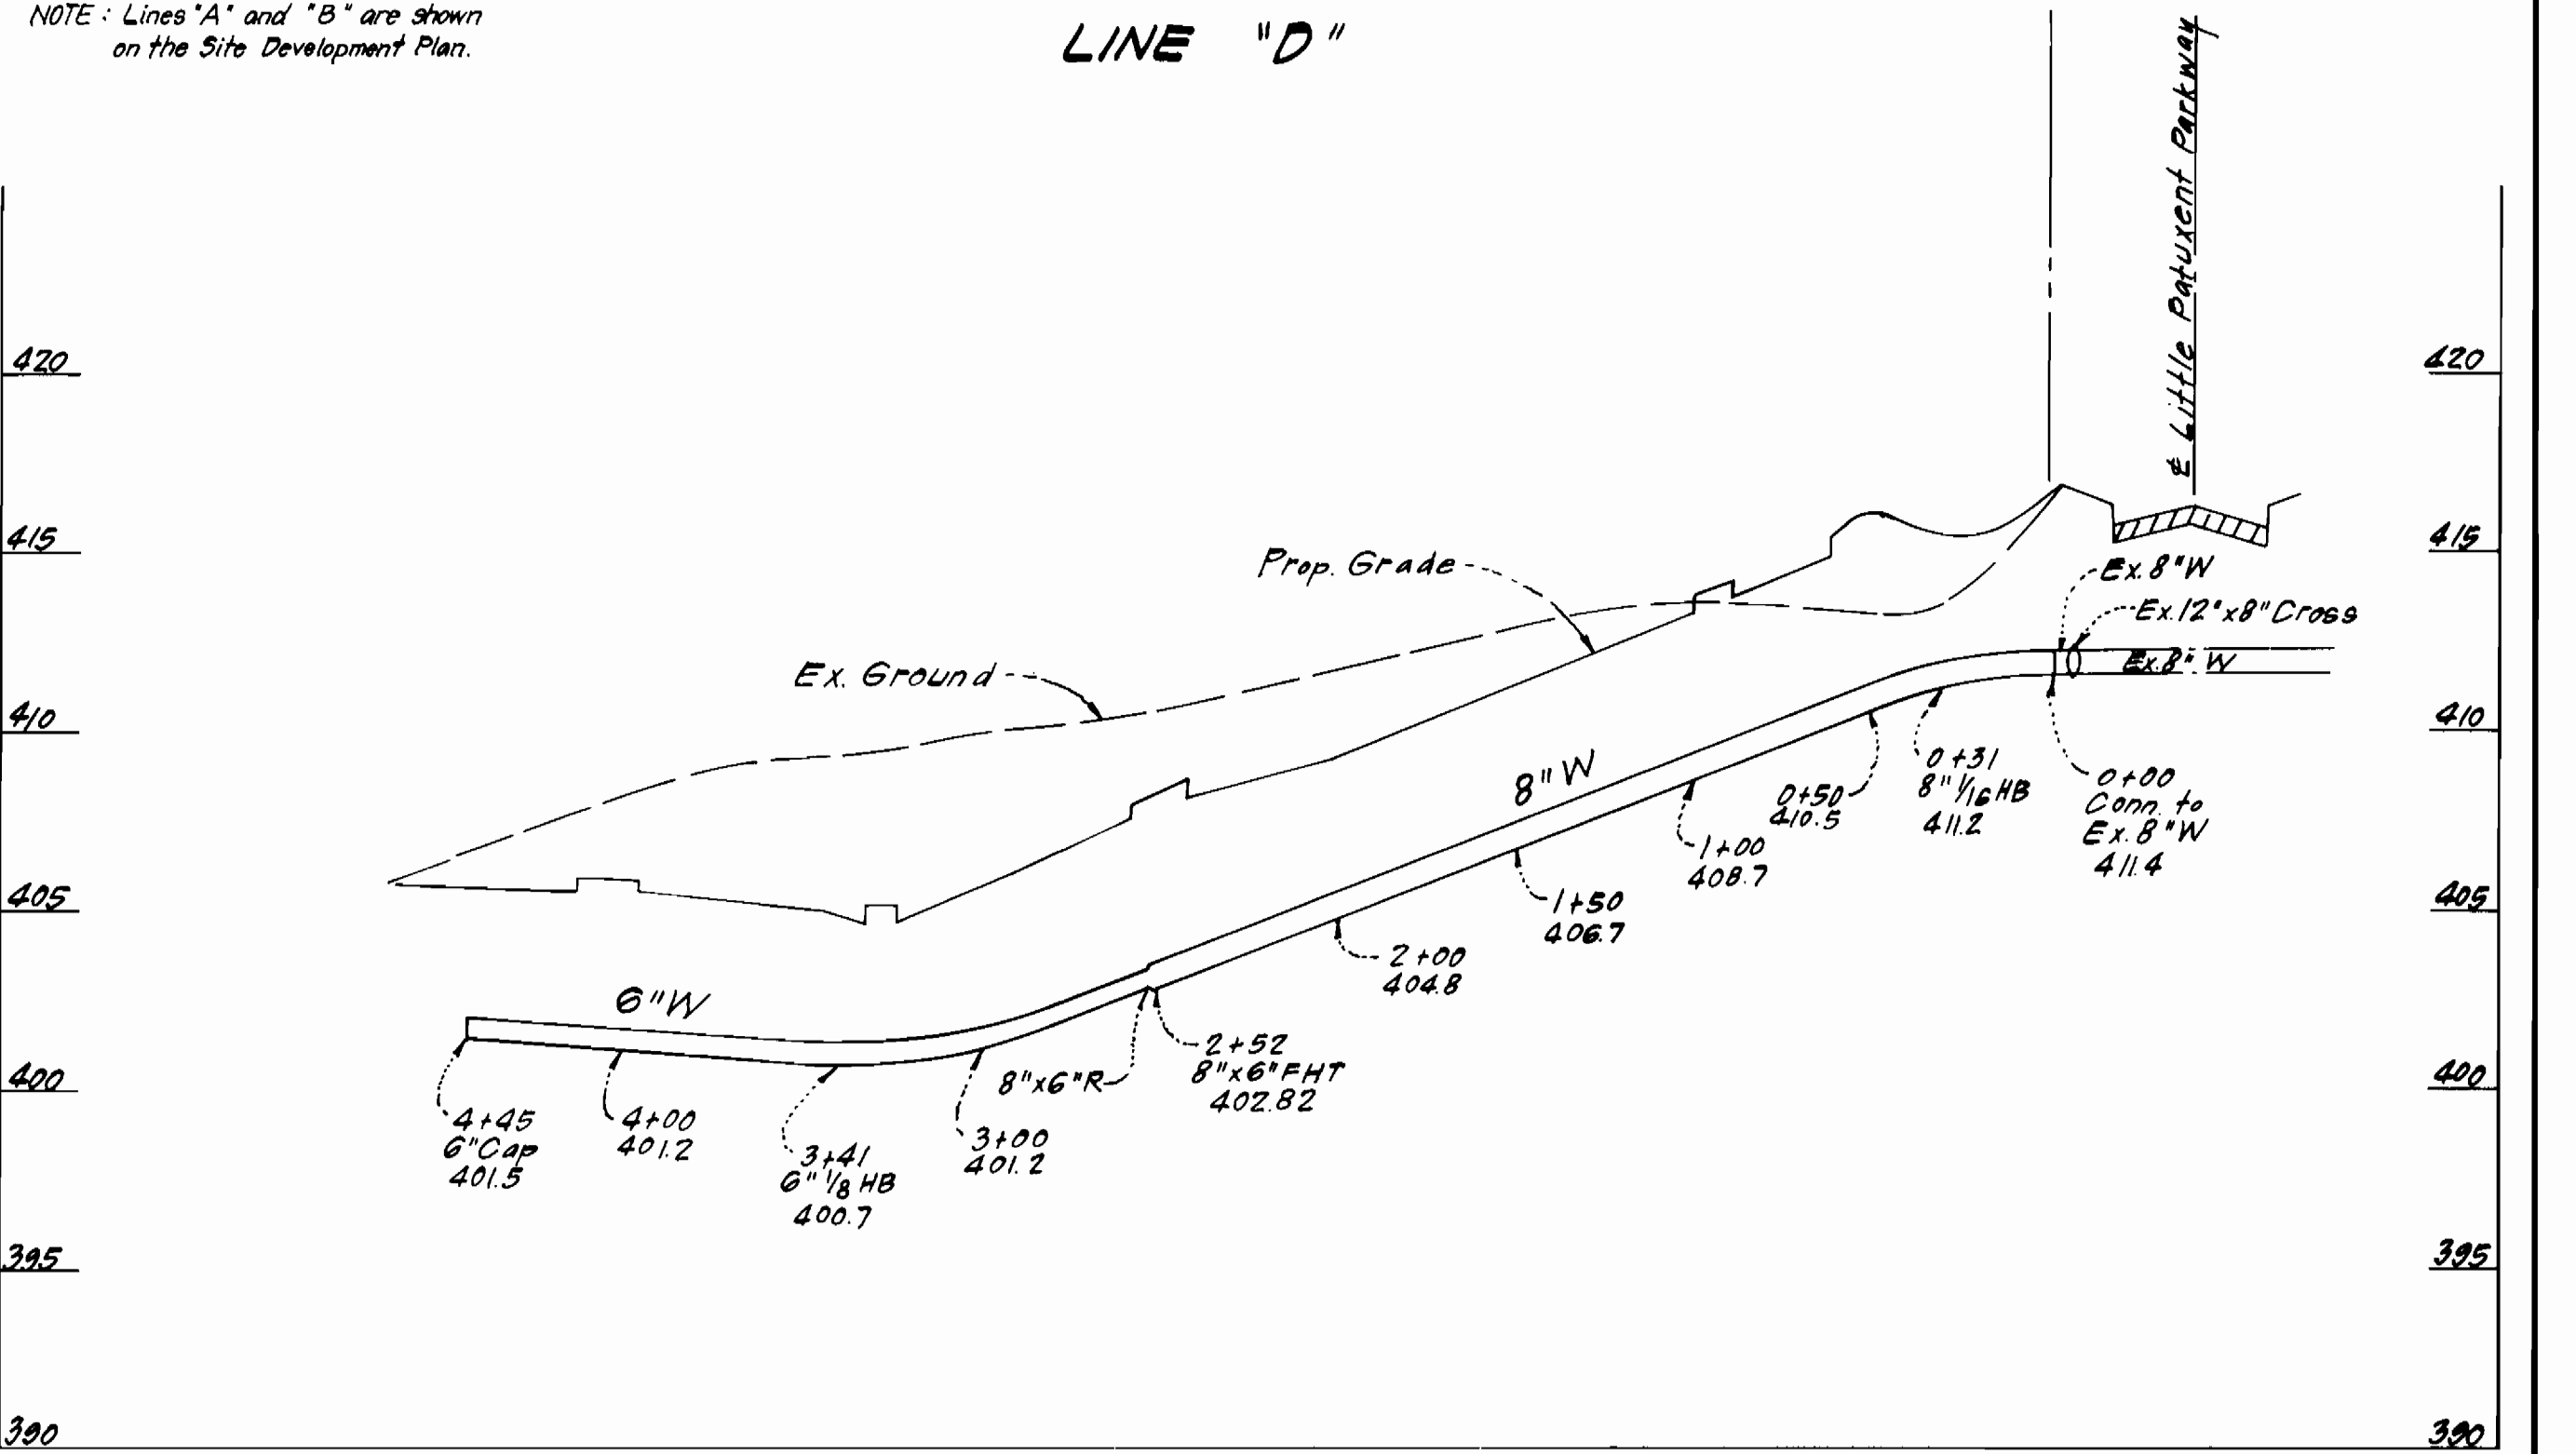 NOTE: Lines "A" and "B" are shown
on the Site Development Plan.
LINE "D"
℄ Little Patuxent Parkway
420
420
415
415
Prop. Grade
Ex. 8"W
Ex. 12"x8" Cross
Ex. 8" W
Ex. Ground
410
410
8"W
0+31
8" 1/16 HB
411.2
0+00
Conn. to
Ex. 8"W
411.4
0+50
410.5
1+00
408.7
405
405
1+50
406.7
2+00
404.8
6"W
2+52
8"x6" FHT
402.82
8"x6"R
400
400
4+45
6"Cap
401.5
4+00
401.2
3+41
6" 1/8 HB
400.7
3+00
401.2
395
395
390
390